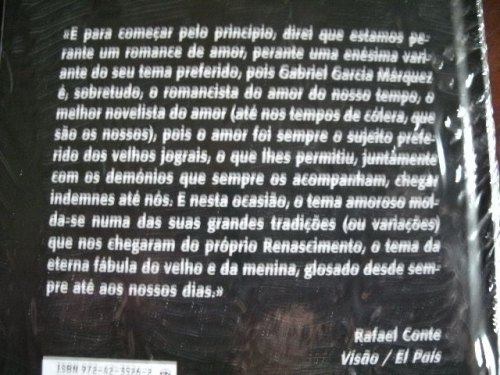 «E para começar pelo princípio, direi que estamos pe-
rante um romance de amor, perante uma enésima vari-
ante do seu tema preferido, pois Gabriel García Márquez
é, sobretudo, o romancista do amor do nosso tempo, o
melhor novelista do amor (até nos tempos de cólera, que
são os nossos), pois o amor foi sempre o sujeito prefe-
rido dos velhos jograis, o que lhes permitiu, juntamente
com os demónios que sempre os acompanham, chegar
indemnes até nós. E nesta ocasião, o tema amoroso mol-
da-se numa das suas grandes tradições (ou variações)
que nos chegaram do próprio Renascimento, o tema da
eterna fábula do velho e da menina, glosado desde sem-
pre até aos nossos dias.»
Rafael Conte
Visão / El País
ISBN 972-42-